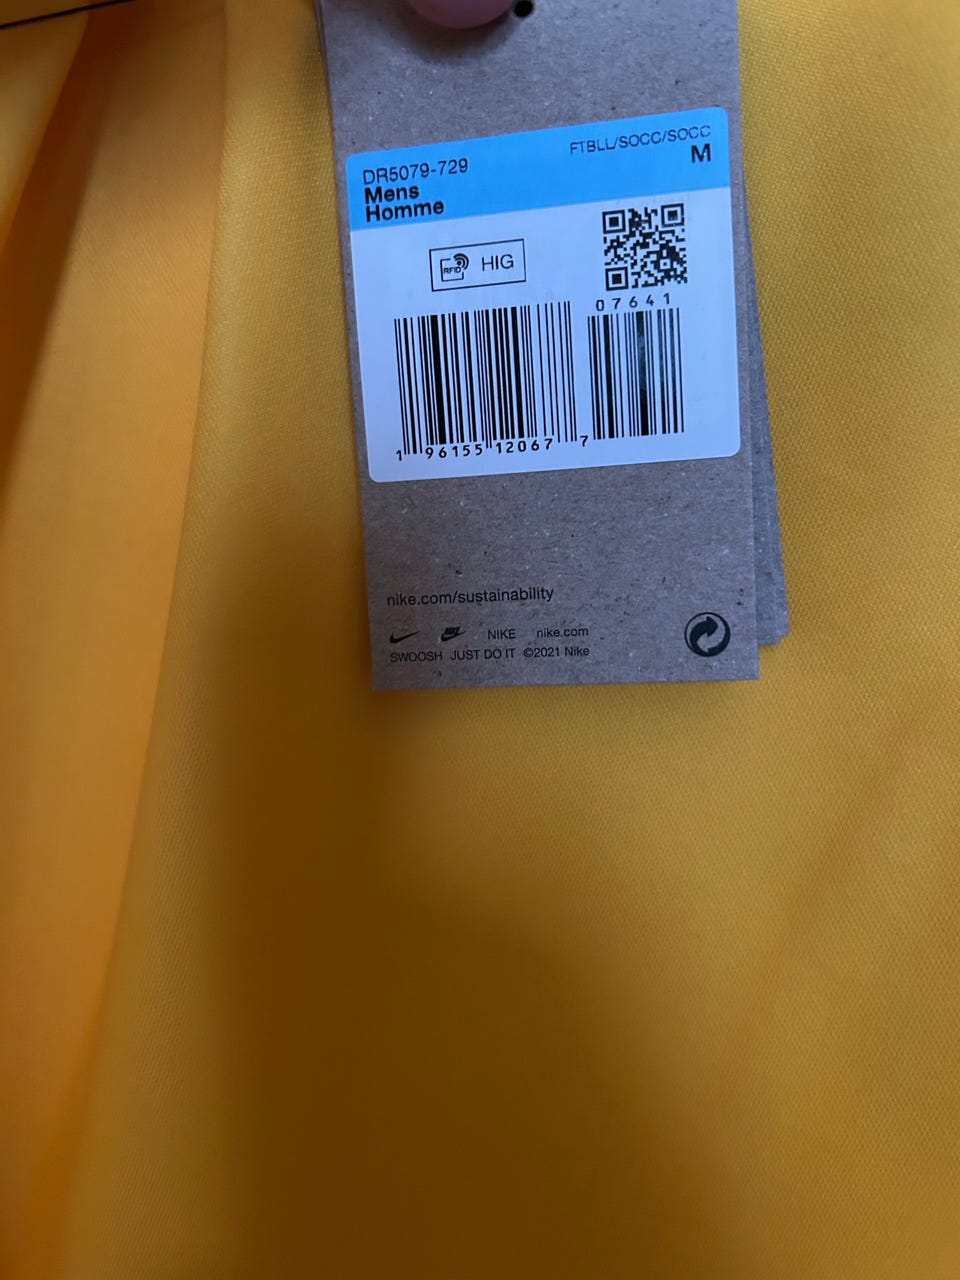 DR5079-729
FTBLL/SOCC/SOCC
Mens
M
Homme
RFID HIG
07641
1 96155 12067 7
nike.com/sustainability
NIKE nike.com
SWOOSH JUST DO IT ©2021 Nike